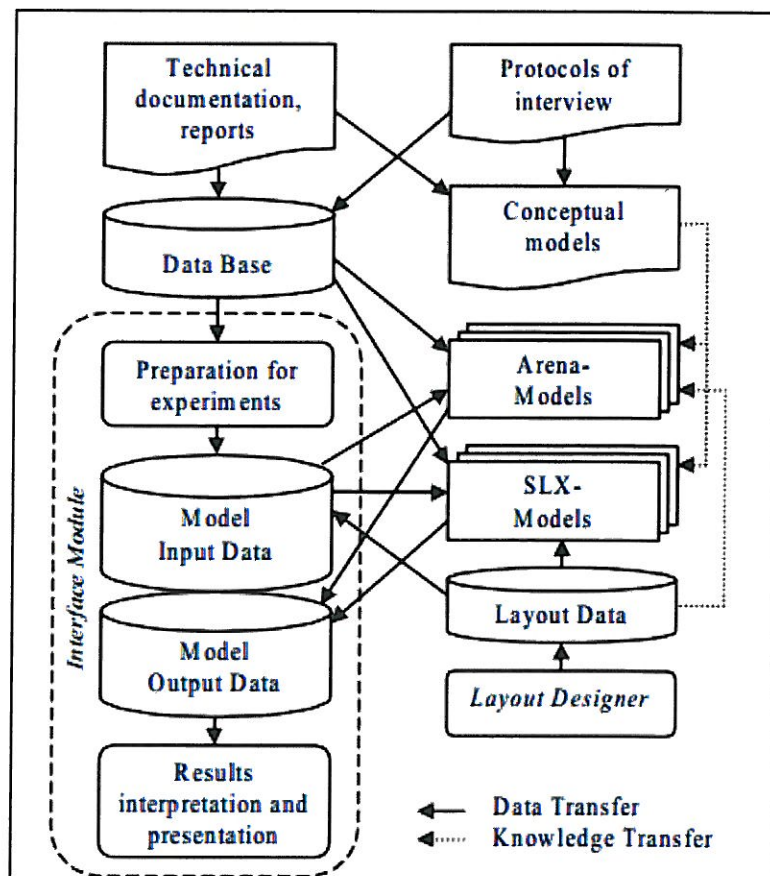 Technical
documentation,
reports
Protocols of
interview
Data Base
Conceptual
models
Preparation for
experiments
Arena-
Models
Interface Module
Model
Input Data
SLX-
Models
Model
Output Data
Layout Data
Layout Designer
Results
interpretation and
presentation
Data Transfer
Knowledge Transfer